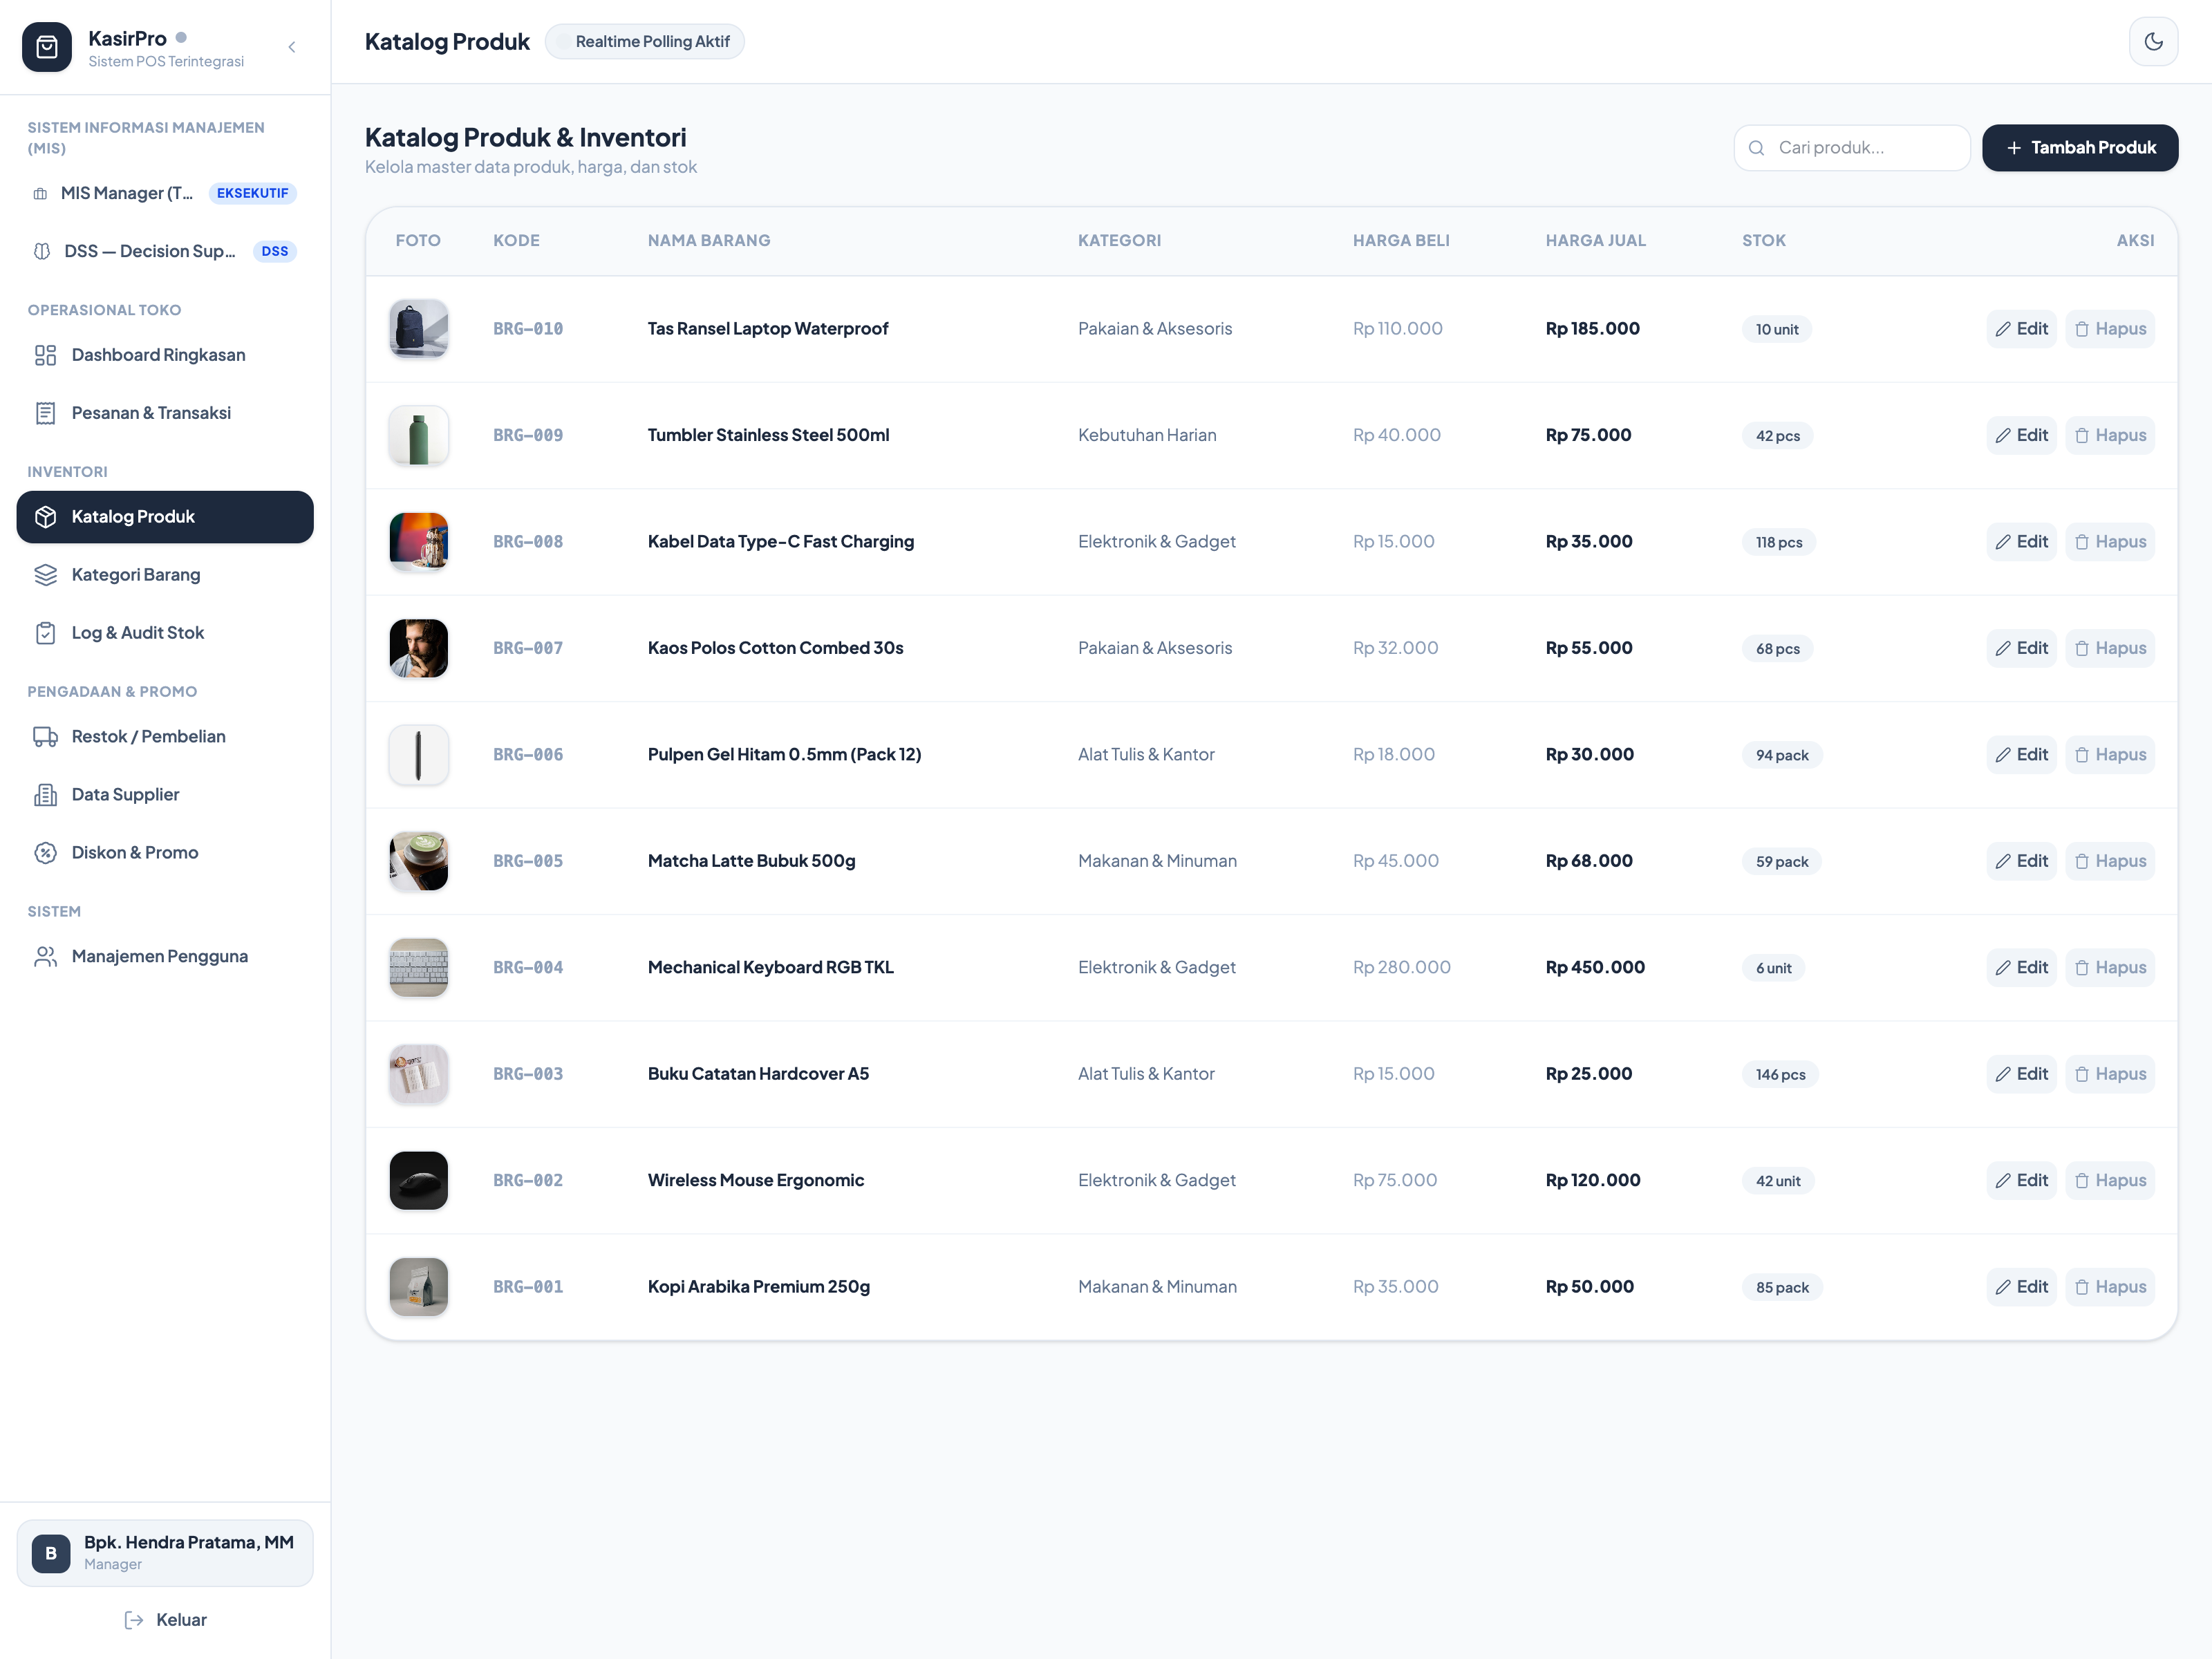 KasirPro
Sistem POS Terintegrasi
SISTEM INFORMASI MANAJEMEN
(MIS)
MIS Manager (T... EKSEKUTIF
DSS — Decision Sup... DSS
OPERASIONAL TOKO
Dashboard Ringkasan
Pesanan & Transaksi
INVENTORI
Katalog Produk
Kategori Barang
Log & Audit Stok
PENGADAAN & PROMO
Restok / Pembelian
Data Supplier
Diskon & Promo
SISTEM
Manajemen Pengguna
B
Bpk. Hendra Pratama, MM
Manager
Keluar
Katalog Produk Realtime Polling Aktif
Katalog Produk & Inventori
Kelola master data produk, harga, dan stok
Cari produk... Tambah Produk
FOTO KODE NAMA BARANG KATEGORI HARGA BELI HARGA JUAL STOK AKSI
BRG-010 Tas Ransel Laptop Waterproof Pakaian & Aksesoris Rp 110.000 Rp 185.000 10 unit Edit Hapus
BRG-009 Tumbler Stainless Steel 500ml Kebutuhan Harian Rp 40.000 Rp 75.000 42 pcs Edit Hapus
BRG-008 Kabel Data Type-C Fast Charging Elektronik & Gadget Rp 15.000 Rp 35.000 118 pcs Edit Hapus
BRG-007 Kaos Polos Cotton Combed 30s Pakaian & Aksesoris Rp 32.000 Rp 55.000 68 pcs Edit Hapus
BRG-006 Pulpen Gel Hitam 0.5mm (Pack 12) Alat Tulis & Kantor Rp 18.000 Rp 30.000 94 pack Edit Hapus
BRG-005 Matcha Latte Bubuk 500g Makanan & Minuman Rp 45.000 Rp 68.000 59 pack Edit Hapus
BRG-004 Mechanical Keyboard RGB TKL Elektronik & Gadget Rp 280.000 Rp 450.000 6 unit Edit Hapus
BRG-003 Buku Catatan Hardcover A5 Alat Tulis & Kantor Rp 15.000 Rp 25.000 146 pcs Edit Hapus
BRG-002 Wireless Mouse Ergonomic Elektronik & Gadget Rp 75.000 Rp 120.000 42 unit Edit Hapus
BRG-001 Kopi Arabika Premium 250g Makanan & Minuman Rp 35.000 Rp 50.000 85 pack Edit Hapus